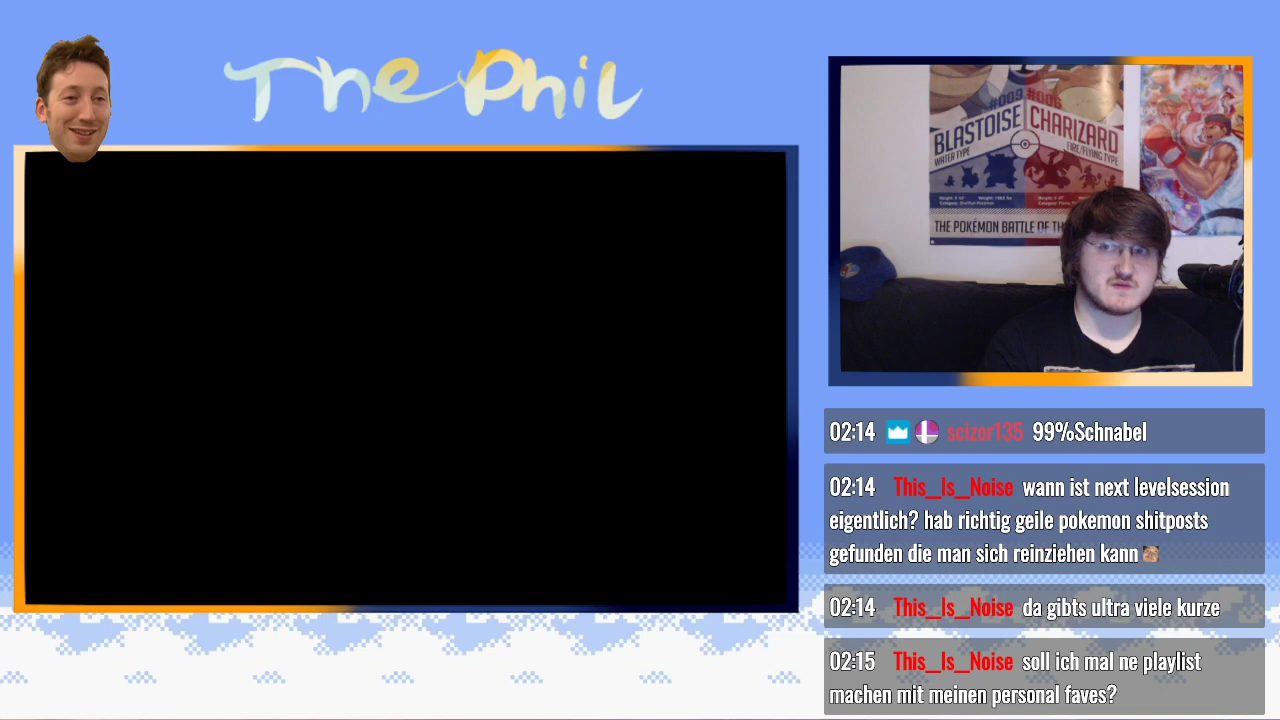 The Phil
#009 #006
BLASTOISE CHARIZARD
WATER TYPE FIRE/FLYING TYPE
THE POKÉMON BATTLE OF TH
02:14 scizor135 99%Schnabel
02:14 This_Is_Noise wann ist next levelsession
eigentlich? hab richtig geile pokemon shitposts
gefunden die man sich reinziehen kann
02:14 This_Is_Noise da gibts ultra viele kurze
02:15 This_Is_Noise soll ich mal ne playlist
machen mit meinen personal faves?